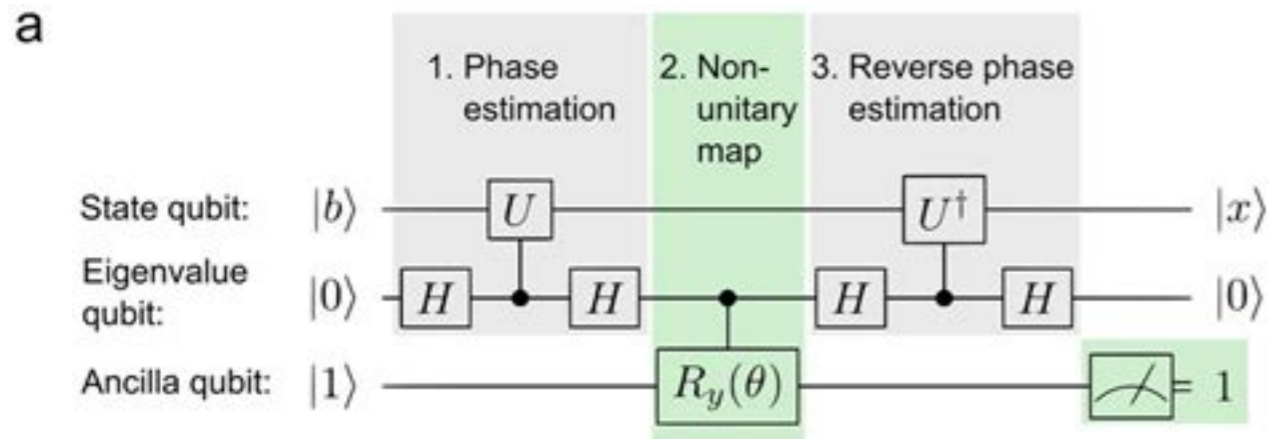 a
1. Phase estimation
2. Non-unitary map
3. Reverse phase estimation
State qubit: |b⟩ U U† |x⟩
Eigenvalue qubit: |0⟩ H H H H |0⟩
Ancilla qubit: |1⟩ R_y(θ) = 1